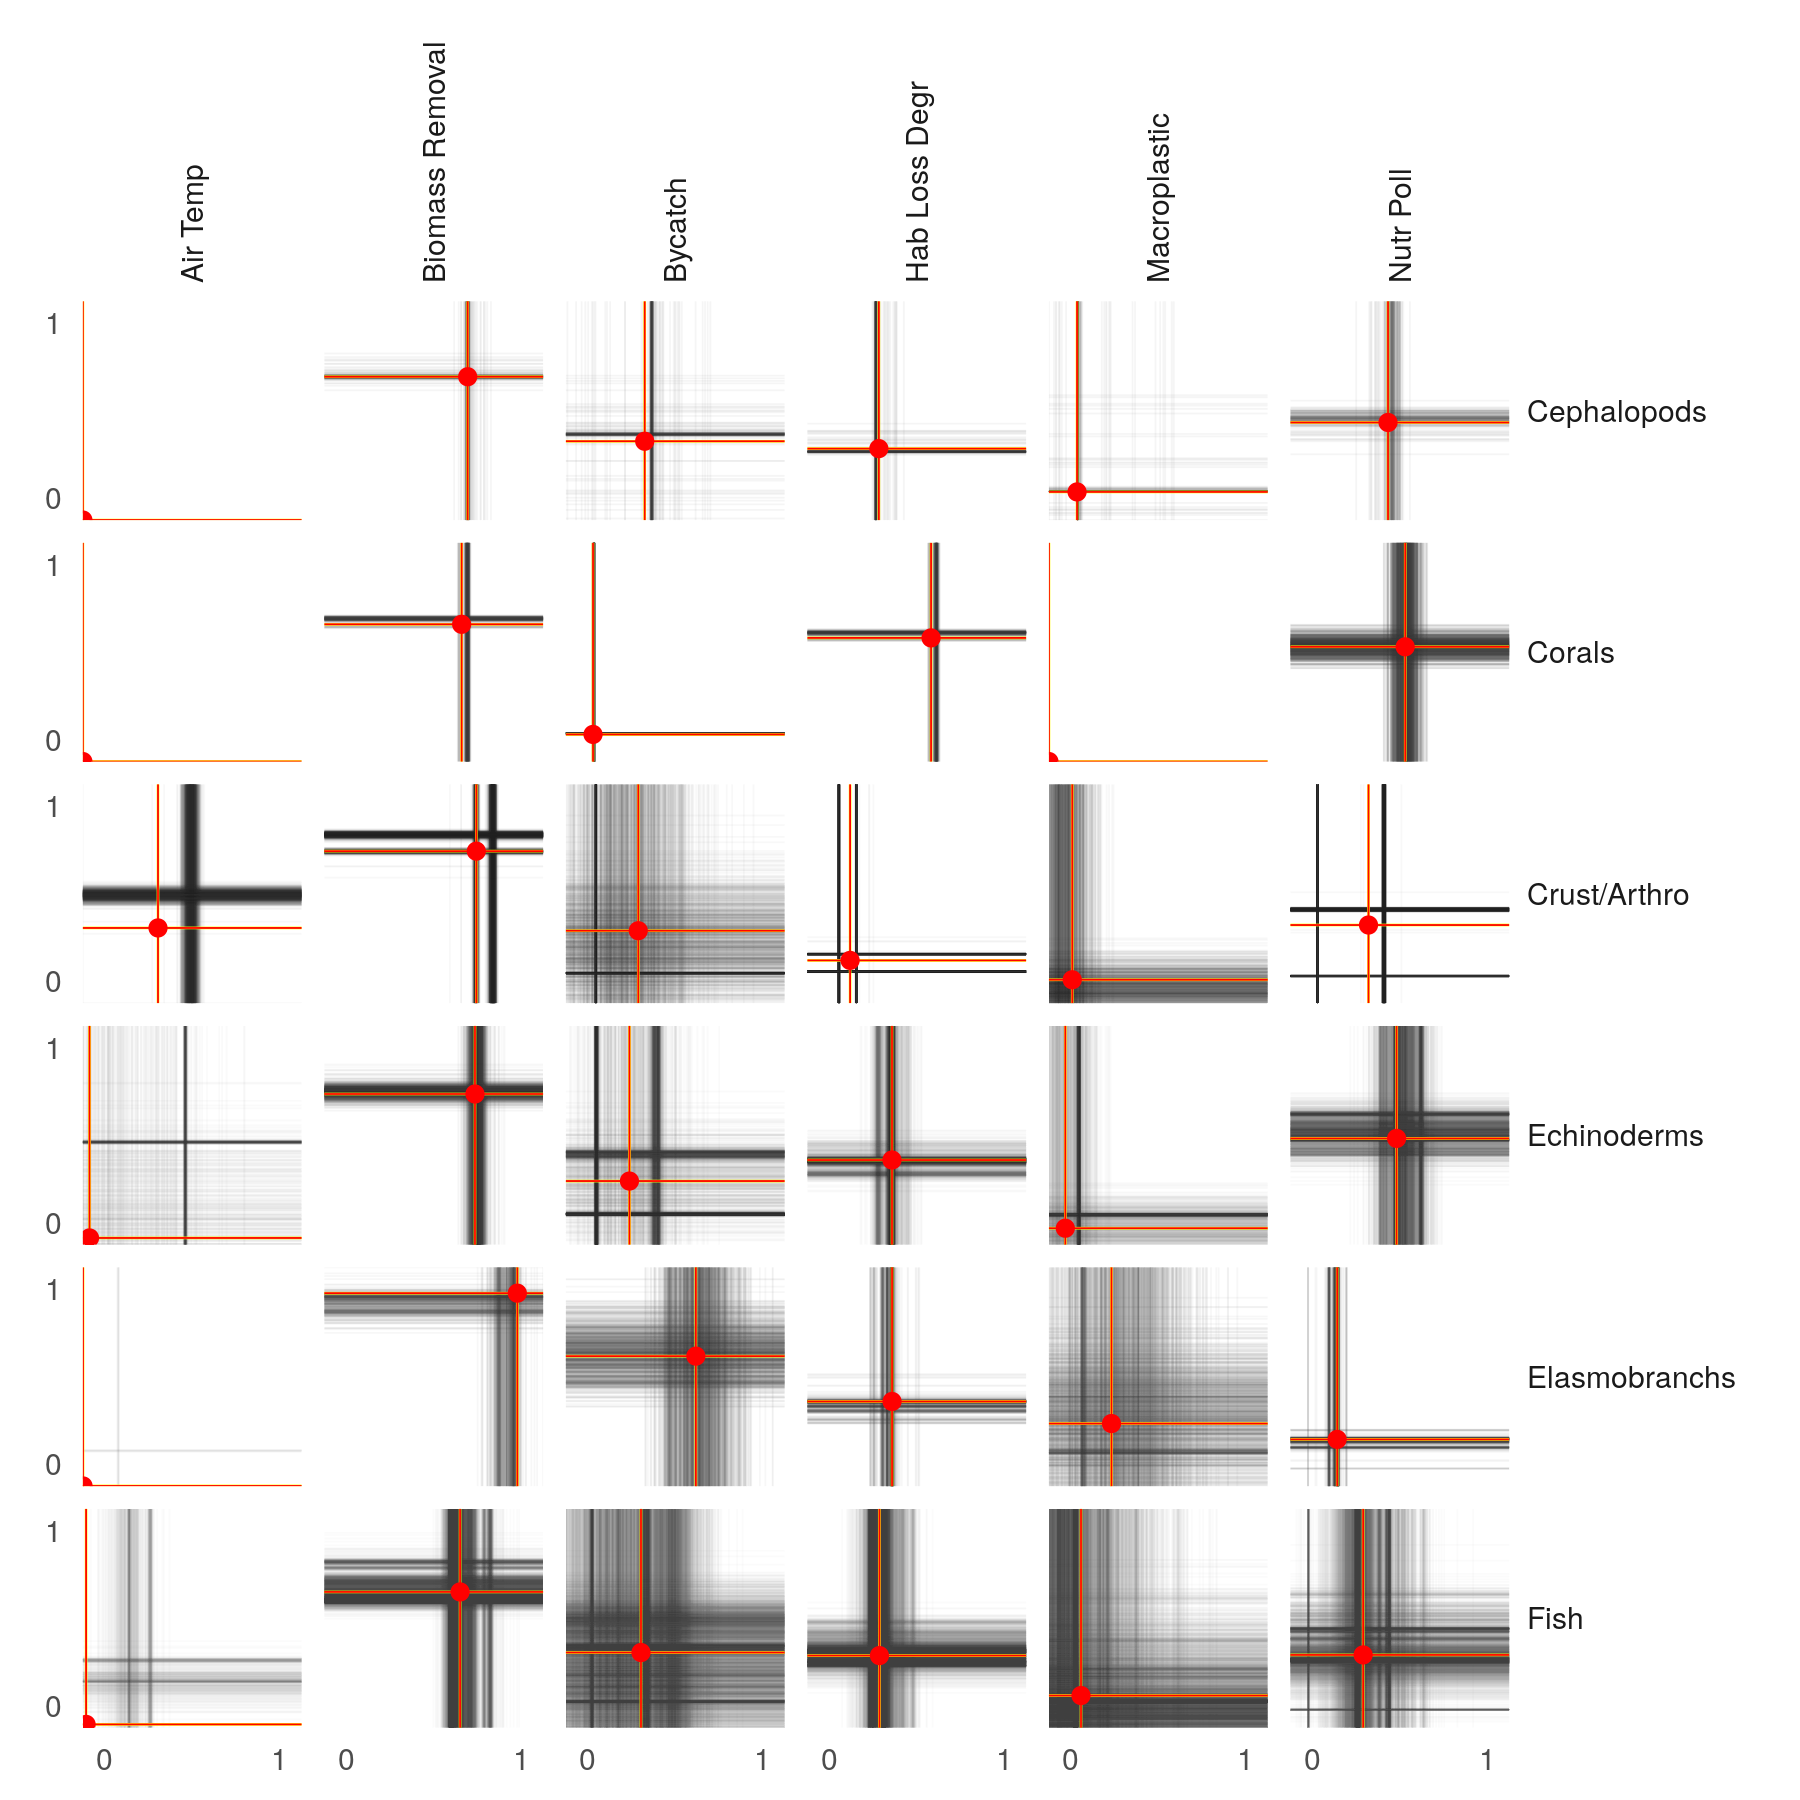 Air Temp
Biomass Removal
Bycatch
Hab Loss Degr
Macroplastic
Nutr Poll
1
0
Cephalopods
1
0
Corals
1
0
Crust/Arthro
1
0
Echinoderms
1
0
Elasmobranchs
1
0
Fish
0 1 0 1 0 1 0 1 0 1 0 1